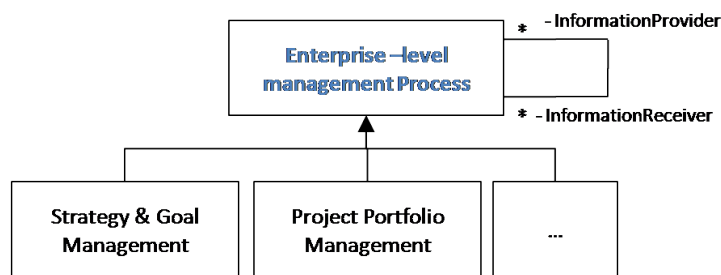 * - InformationProvider
Enterprise –level
management Process
* - InformationReceiver
Strategy & Goal
Management
Project Portfolio
Management
...